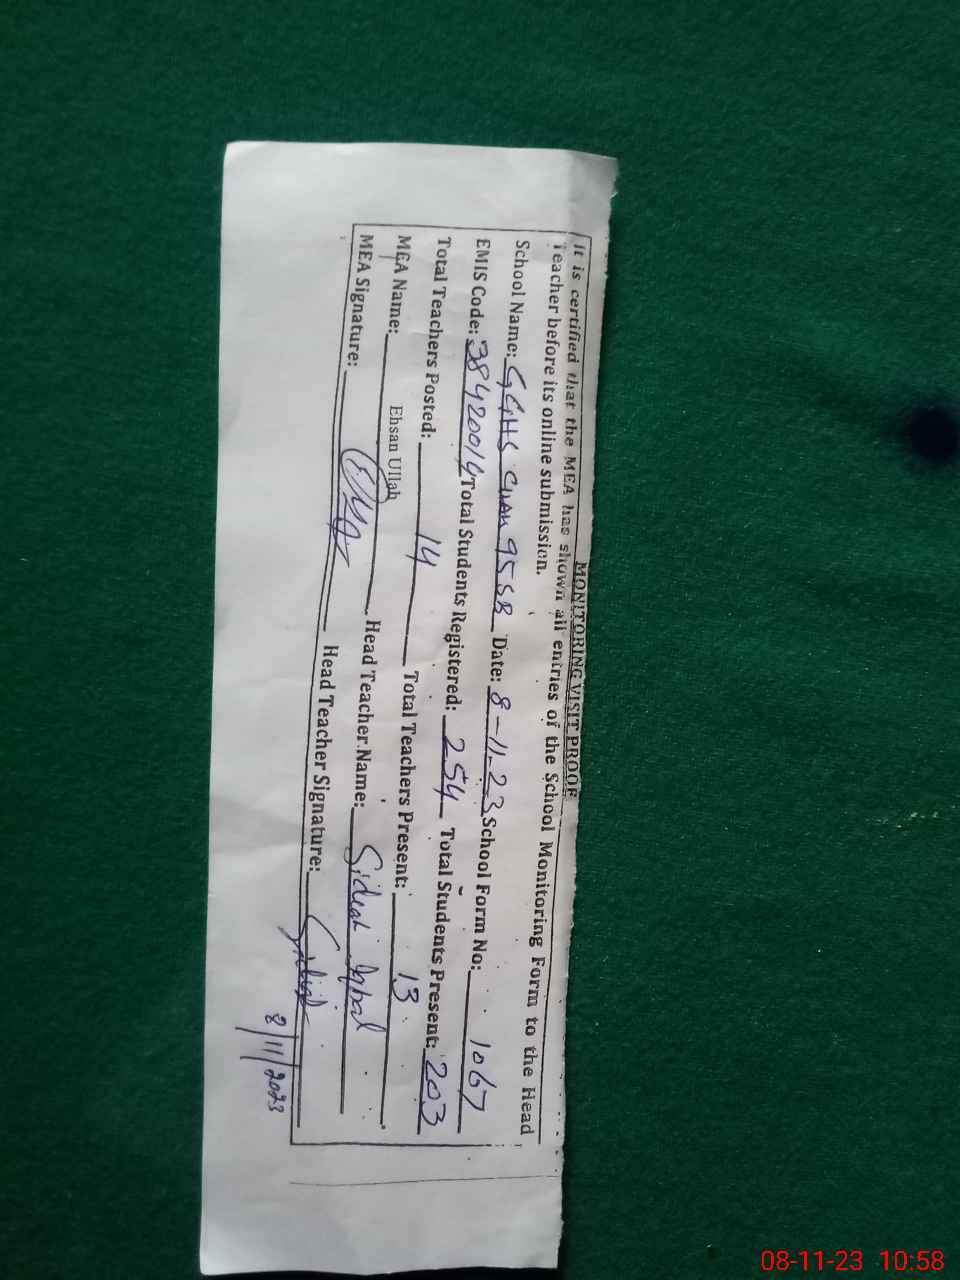 MONITORING VISIT PROOF
It is certified that the MEA has shown all entries of the School Monitoring Form to the Head
Teacher before its online submission.
School Name: GGHS Chak 95 SB Date: 8-11-23 School Form No: 1067
EMIS Code: 38420014 Total Students Registered: 254 Total Students Present: 203
Total Teachers Posted: 14 Total Teachers Present: 13
MEA Name: Ehsan Ullah Head Teacher Name: Iqbal
MEA Signature: Head Teacher Signature:
8/11/2023
08-11-23 10:58